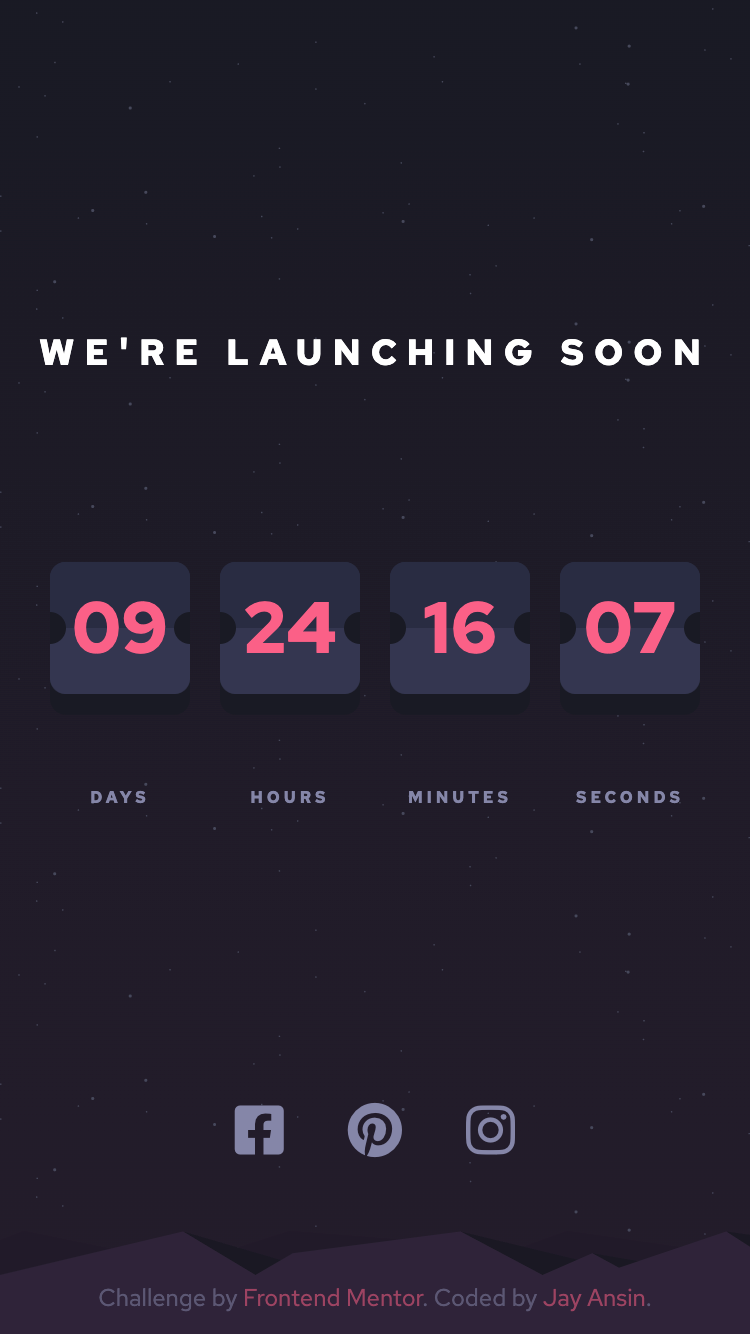 WE'RE LAUNCHING SOON
09 24 16 07
DAYS HOURS MINUTES SECONDS
Challenge by Frontend Mentor. Coded by Jay Ansin.